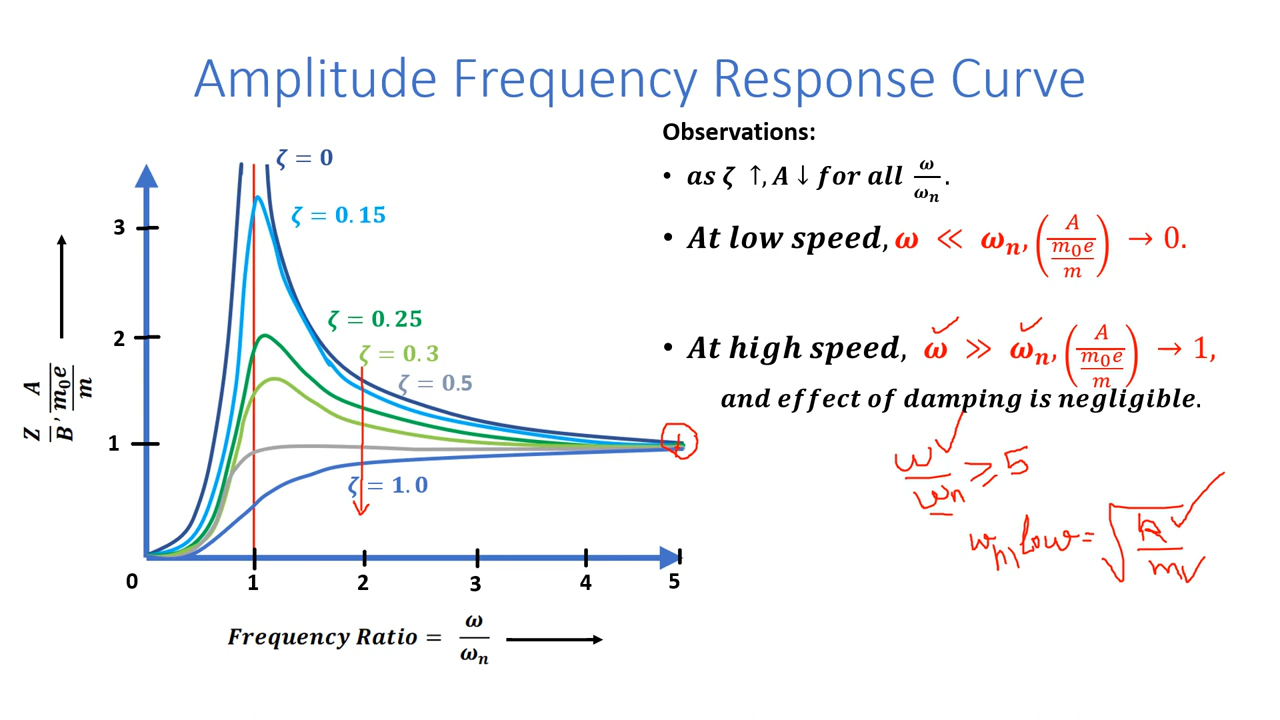 Amplitude Frequency Response Curve
Observations:
• as ζ ↑, A ↓ for all ω/ωn.
• At low speed, ω ≪ ωn, (A/(m0e/m)) → 0.
• At high speed, ω ≫ ωn, (A/(m0e/m)) → 1,
and effect of damping is negligible.
ω/ωn ≥ 5
ωn, low = √(k/m)
ζ = 0
ζ = 0.15
ζ = 0.25
ζ = 0.3
ζ = 0.5
ζ = 1.0
3
2
1
Z/B, A/(m0e/m)
0 1 2 3 4 5
Frequency Ratio = ω/ωn